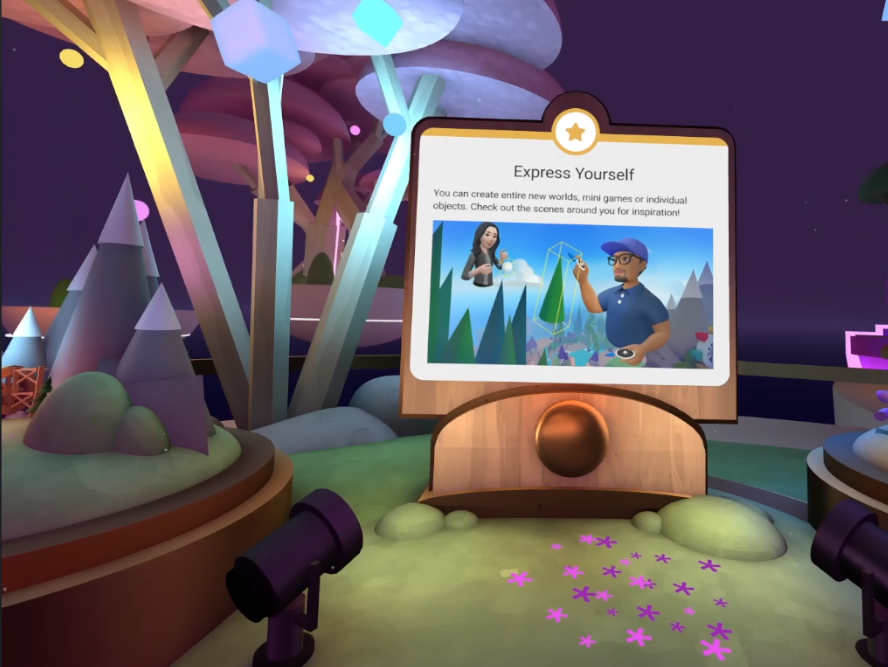 Express Yourself
You can create entire new worlds, mini games or individual
objects. Check out the scenes around you for inspiration!